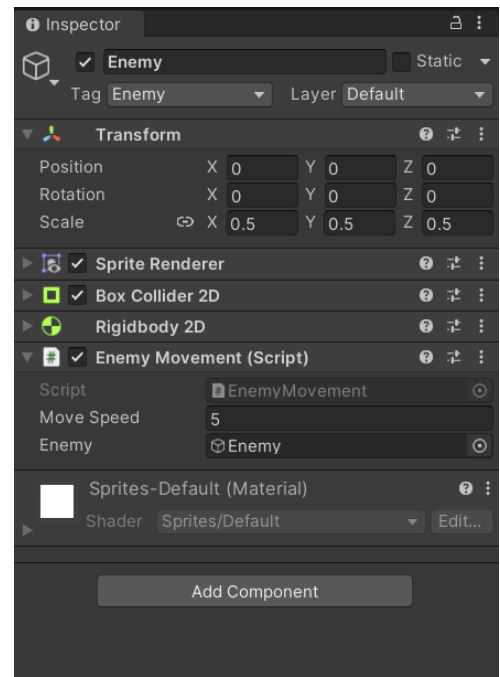 Inspector
Enemy Static
Tag Enemy Layer Default
Transform
Position X 0 Y 0 Z 0
Rotation X 0 Y 0 Z 0
Scale X 0.5 Y 0.5 Z 0.5
Sprite Renderer
Box Collider 2D
Rigidbody 2D
# Enemy Movement (Script)
Script # EnemyMovement
Move Speed 5
Enemy Enemy
Sprites-Default (Material)
Shader Sprites/Default Edit...
Add Component